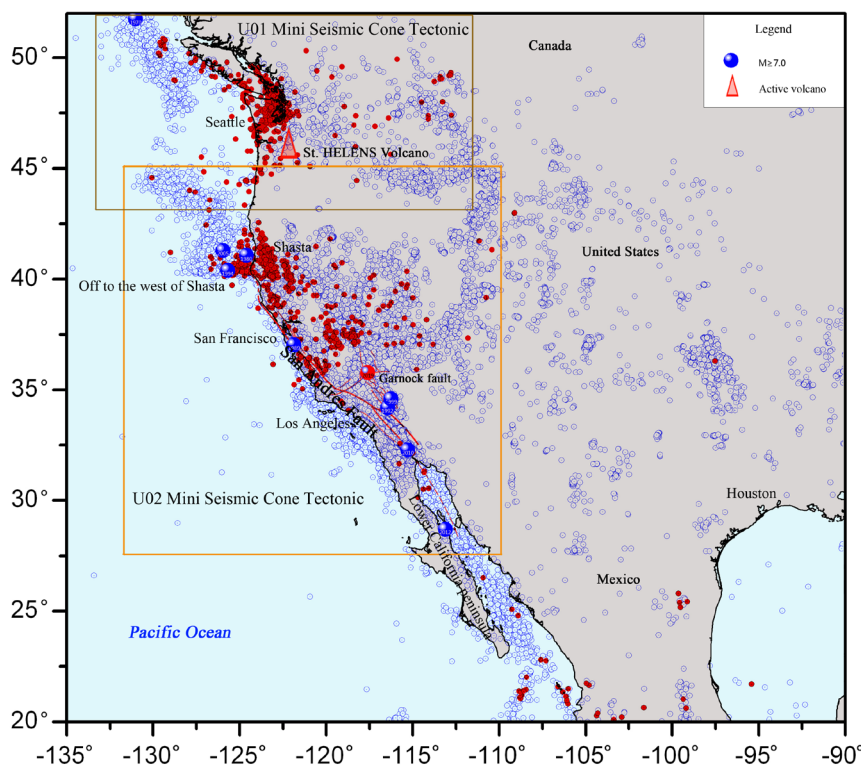 50°
45°
40°
35°
30°
25°
20°
-135°
-130°
-125°
-120°
-115°
-110°
-105°
-100°
-95°
-90°
U01 Mini Seismic Cone Tectonic
Canada
Legend
M≥7.0
Active volcano
Seattle
St. HELENS Volcano
Shasta
United States
Off to the west of Shasta
San Francisco
San Andres Fault
Garnock fault
Los Angeles
U02 Mini Seismic Cone Tectonic
Houston
Lower California peninsula
Mexico
Pacific Ocean